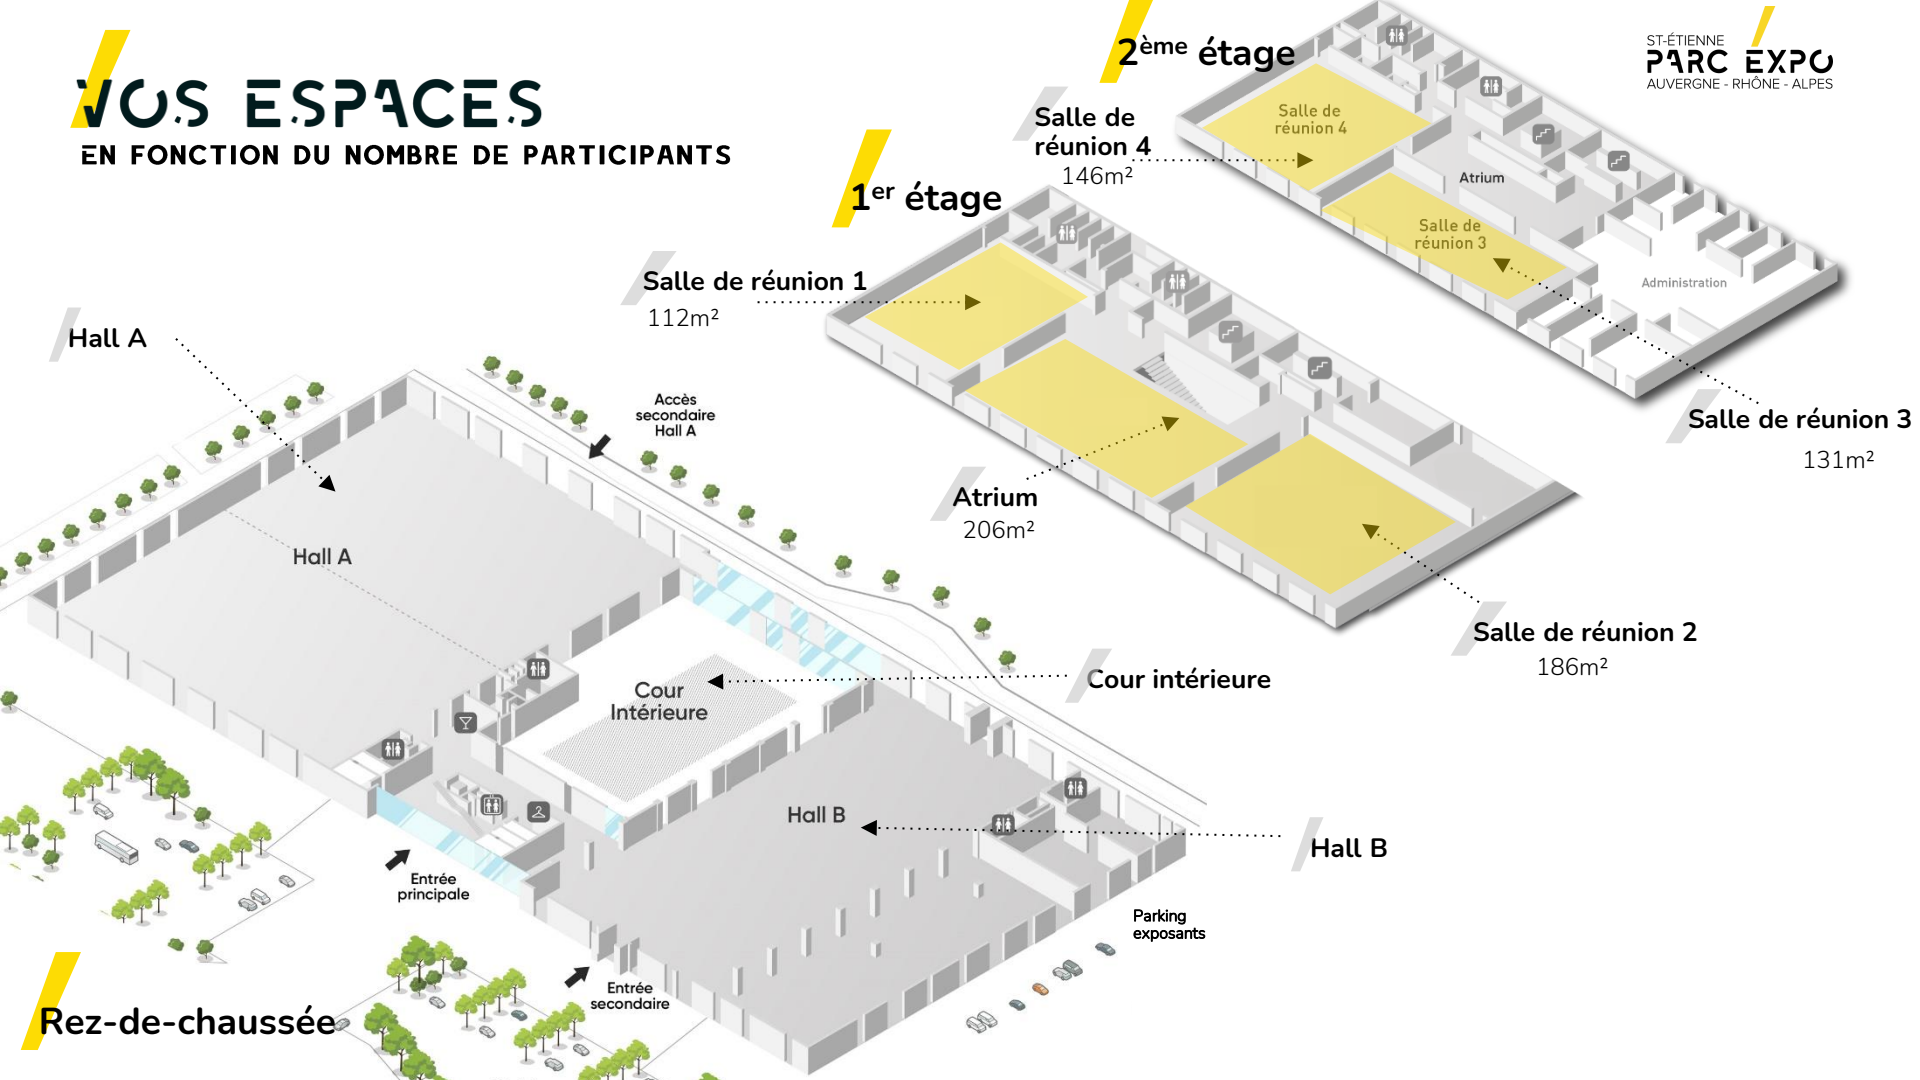 VOS ESPACES
EN FONCTION DU NOMBRE DE PARTICIPANTS
ST-ÉTIENNE
PARC EXPO
AUVERGNE - RHÔNE - ALPES
2ème étage
Salle de
réunion 4
146m²
Salle de
réunion 4
Atrium
Salle de
réunion 3
Administration
Salle de réunion 3
131m²
1er étage
Salle de réunion 1
112m²
Atrium
206m²
Salle de réunion 2
186m²
Hall A
Accès
secondaire
Hall A
Hall A
Cour
Intérieure
Cour intérieure
Hall B
Hall B
Entrée
principale
Parking
exposants
Entrée
secondaire
Rez-de-chaussée